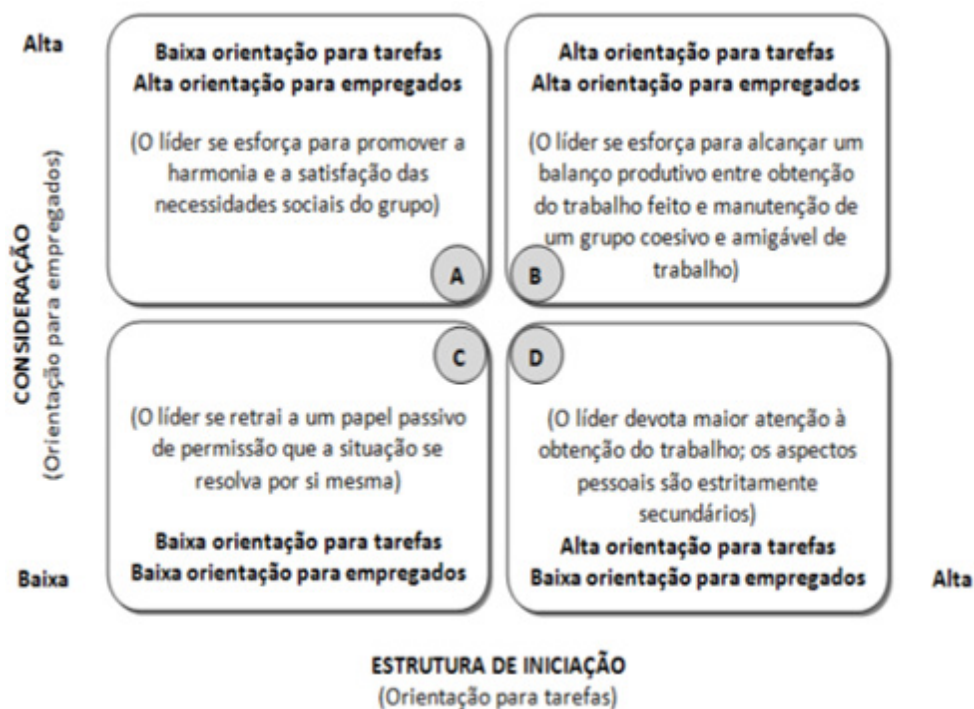 Alta
Baixa orientação para tarefas
Alta orientação para empregados
(O líder se esforça para promover a
harmonia e a satisfação das
necessidades sociais do grupo)
A
Alta orientação para tarefas
Alta orientação para empregados
(O líder se esforça para alcançar um
balanço produtivo entre obtenção
do trabalho feito e manutenção de
um grupo coesivo e amigável de
trabalho)
B
CONSIDERAÇÃO
(Orientação para empregados)
C
(O líder se retrai a um papel passivo
de permissão que a situação se
resolva por si mesma)
Baixa orientação para tarefas
Baixa orientação para empregados
D
(O líder devota maior atenção à
obtenção do trabalho; os aspectos
pessoais são estritamente
secundários)
Alta orientação para tarefas
Baixa orientação para empregados
Baixa
Alta
ESTRUTURA DE INICIAÇÃO
(Orientação para tarefas)